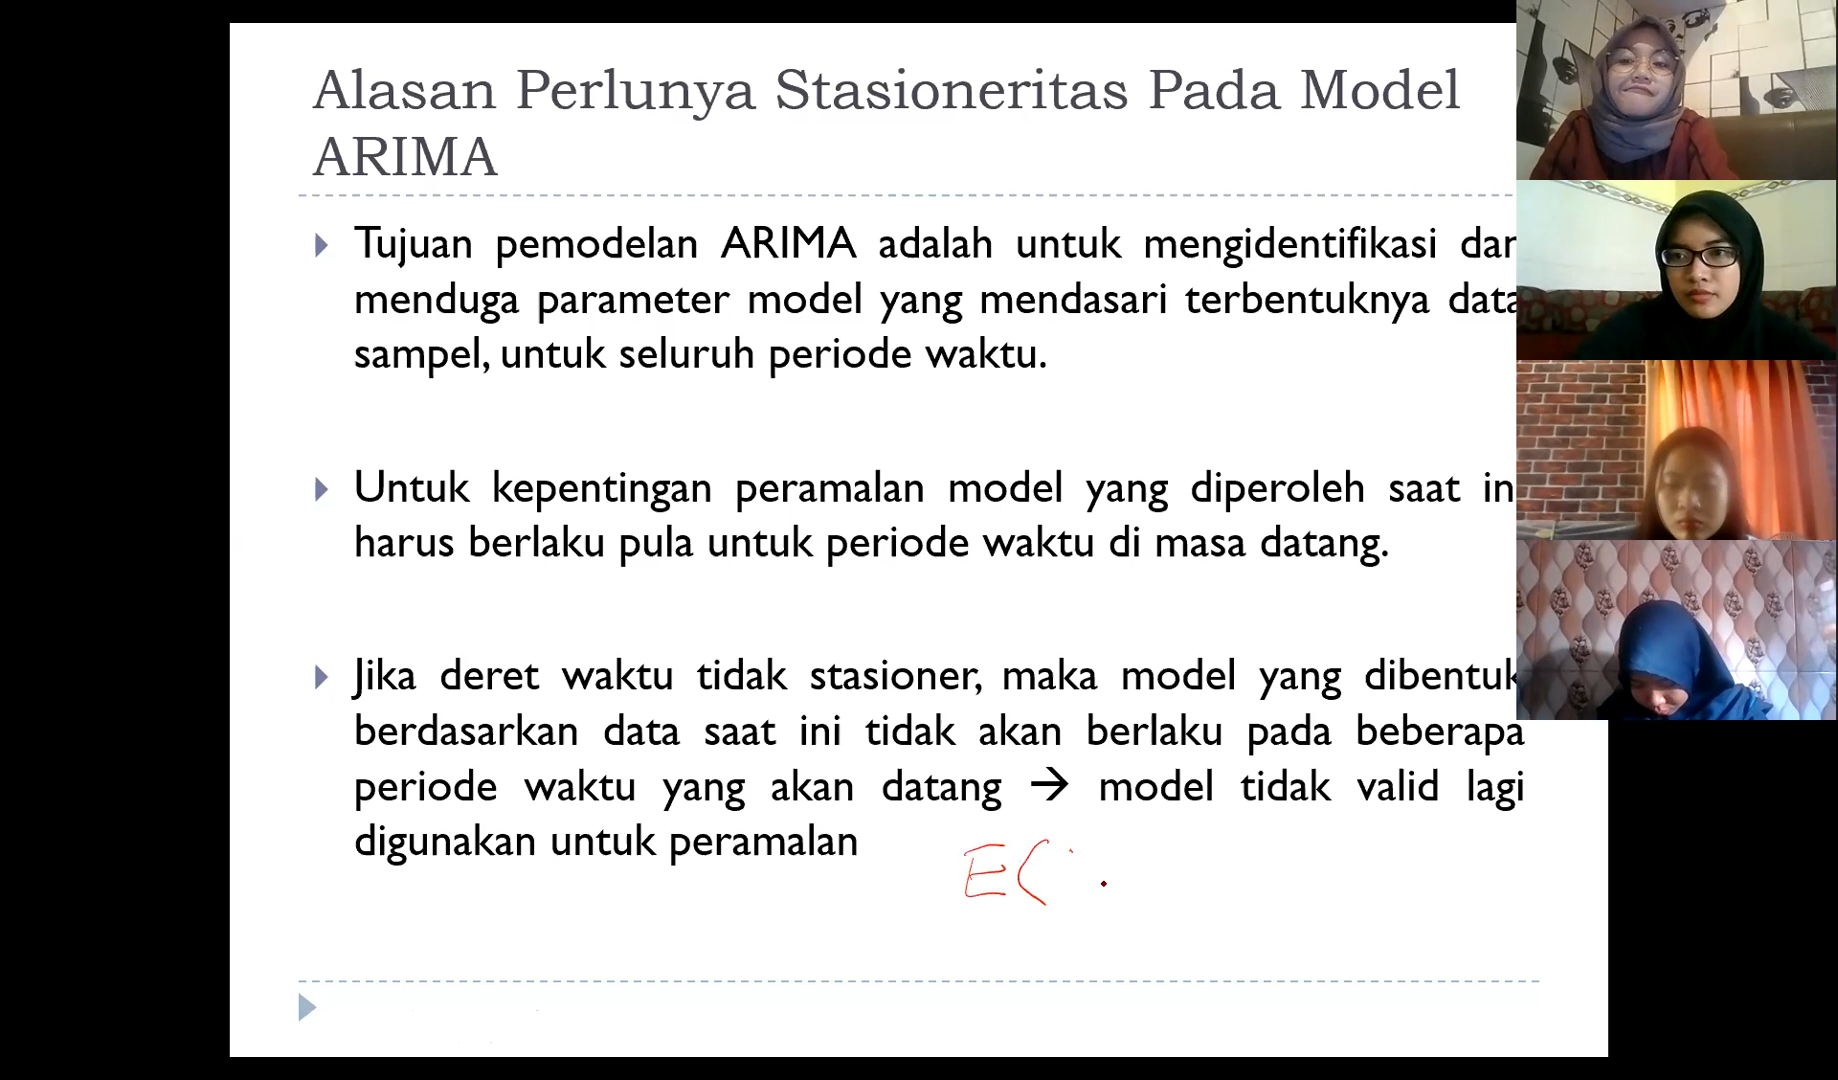 Alasan Perlunya Stasioneritas Pada Model
ARIMA
Tujuan pemodelan ARIMA adalah untuk mengidentifikasi dan
menduga parameter model yang mendasari terbentuknya data
sampel, untuk seluruh periode waktu.
Untuk kepentingan peramalan model yang diperoleh saat ini
harus berlaku pula untuk periode waktu di masa datang.
Jika deret waktu tidak stasioner, maka model yang dibentuk
berdasarkan data saat ini tidak akan berlaku pada beberapa
periode waktu yang akan datang → model tidak valid lagi
digunakan untuk peramalan
E(